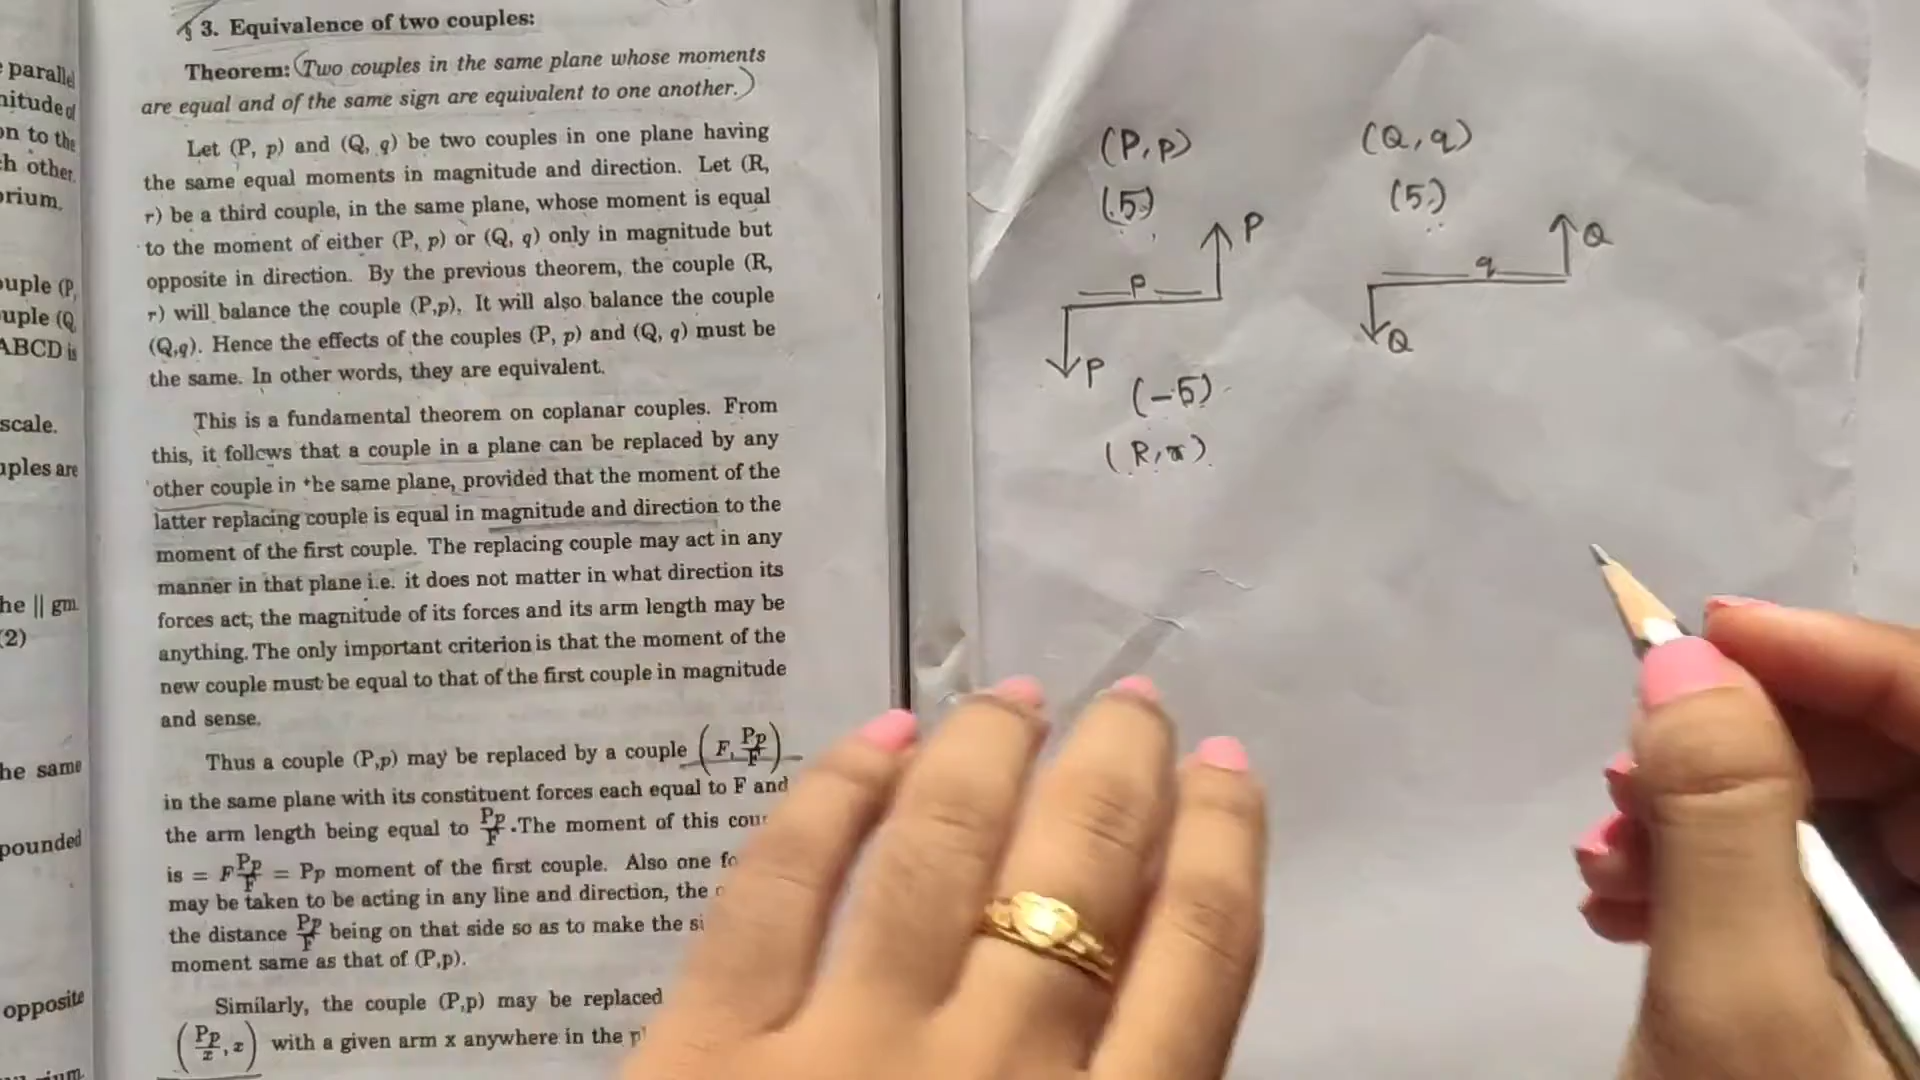 parallel
nitude of
on to the
h other.
orium.
ouple (P,
uple (Q
ABCD is
scale.
uples are
he || gm
(2)
he same
pounded
opposite
§ 3. Equivalence of two couples:
Theorem: (Two couples in the same plane whose moments
are equal and of the same sign are equivalent to one another.)
Let (P, p) and (Q, q) be two couples in one plane having
the same equal moments in magnitude and direction. Let (R,
r) be a third couple, in the same plane, whose moment is equal
to the moment of either (P, p) or (Q, q) only in magnitude but
opposite in direction. By the previous theorem, the couple (R,
r) will balance the couple (P,p), It will also balance the couple
(Q,q). Hence the effects of the couples (P, p) and (Q, q) must be
the same. In other words, they are equivalent.
This is a fundamental theorem on coplanar couples. From
this, it follows that a couple in a plane can be replaced by any
other couple in the same plane, provided that the moment of the
latter replacing couple is equal in magnitude and direction to the
moment of the first couple. The replacing couple may act in any
manner in that plane i.e. it does not matter in what direction its
forces act; the magnitude of its forces and its arm length may be
anything. The only important criterion is that the moment of the
new couple must be equal to that of the first couple in magnitude
and sense.
Thus a couple (P,p) may be replaced by a couple (F, Pp/F)
in the same plane with its constituent forces each equal to F and
the arm length being equal to Pp/F. The moment of this cou
is = F Pp/F = Pp moment of the first couple. Also one fo
may be taken to be acting in any line and direction, the
the distance Pp/F being on that side so as to make the si
moment same as that of (P,p).
Similarly, the couple (P,p) may be replaced
(Pp/x, x) with a given arm x anywhere in the p
(P,p)
(5)
P
p
P
(-5)
(R,r)
(Q,q)
(5)
Q
q
Q